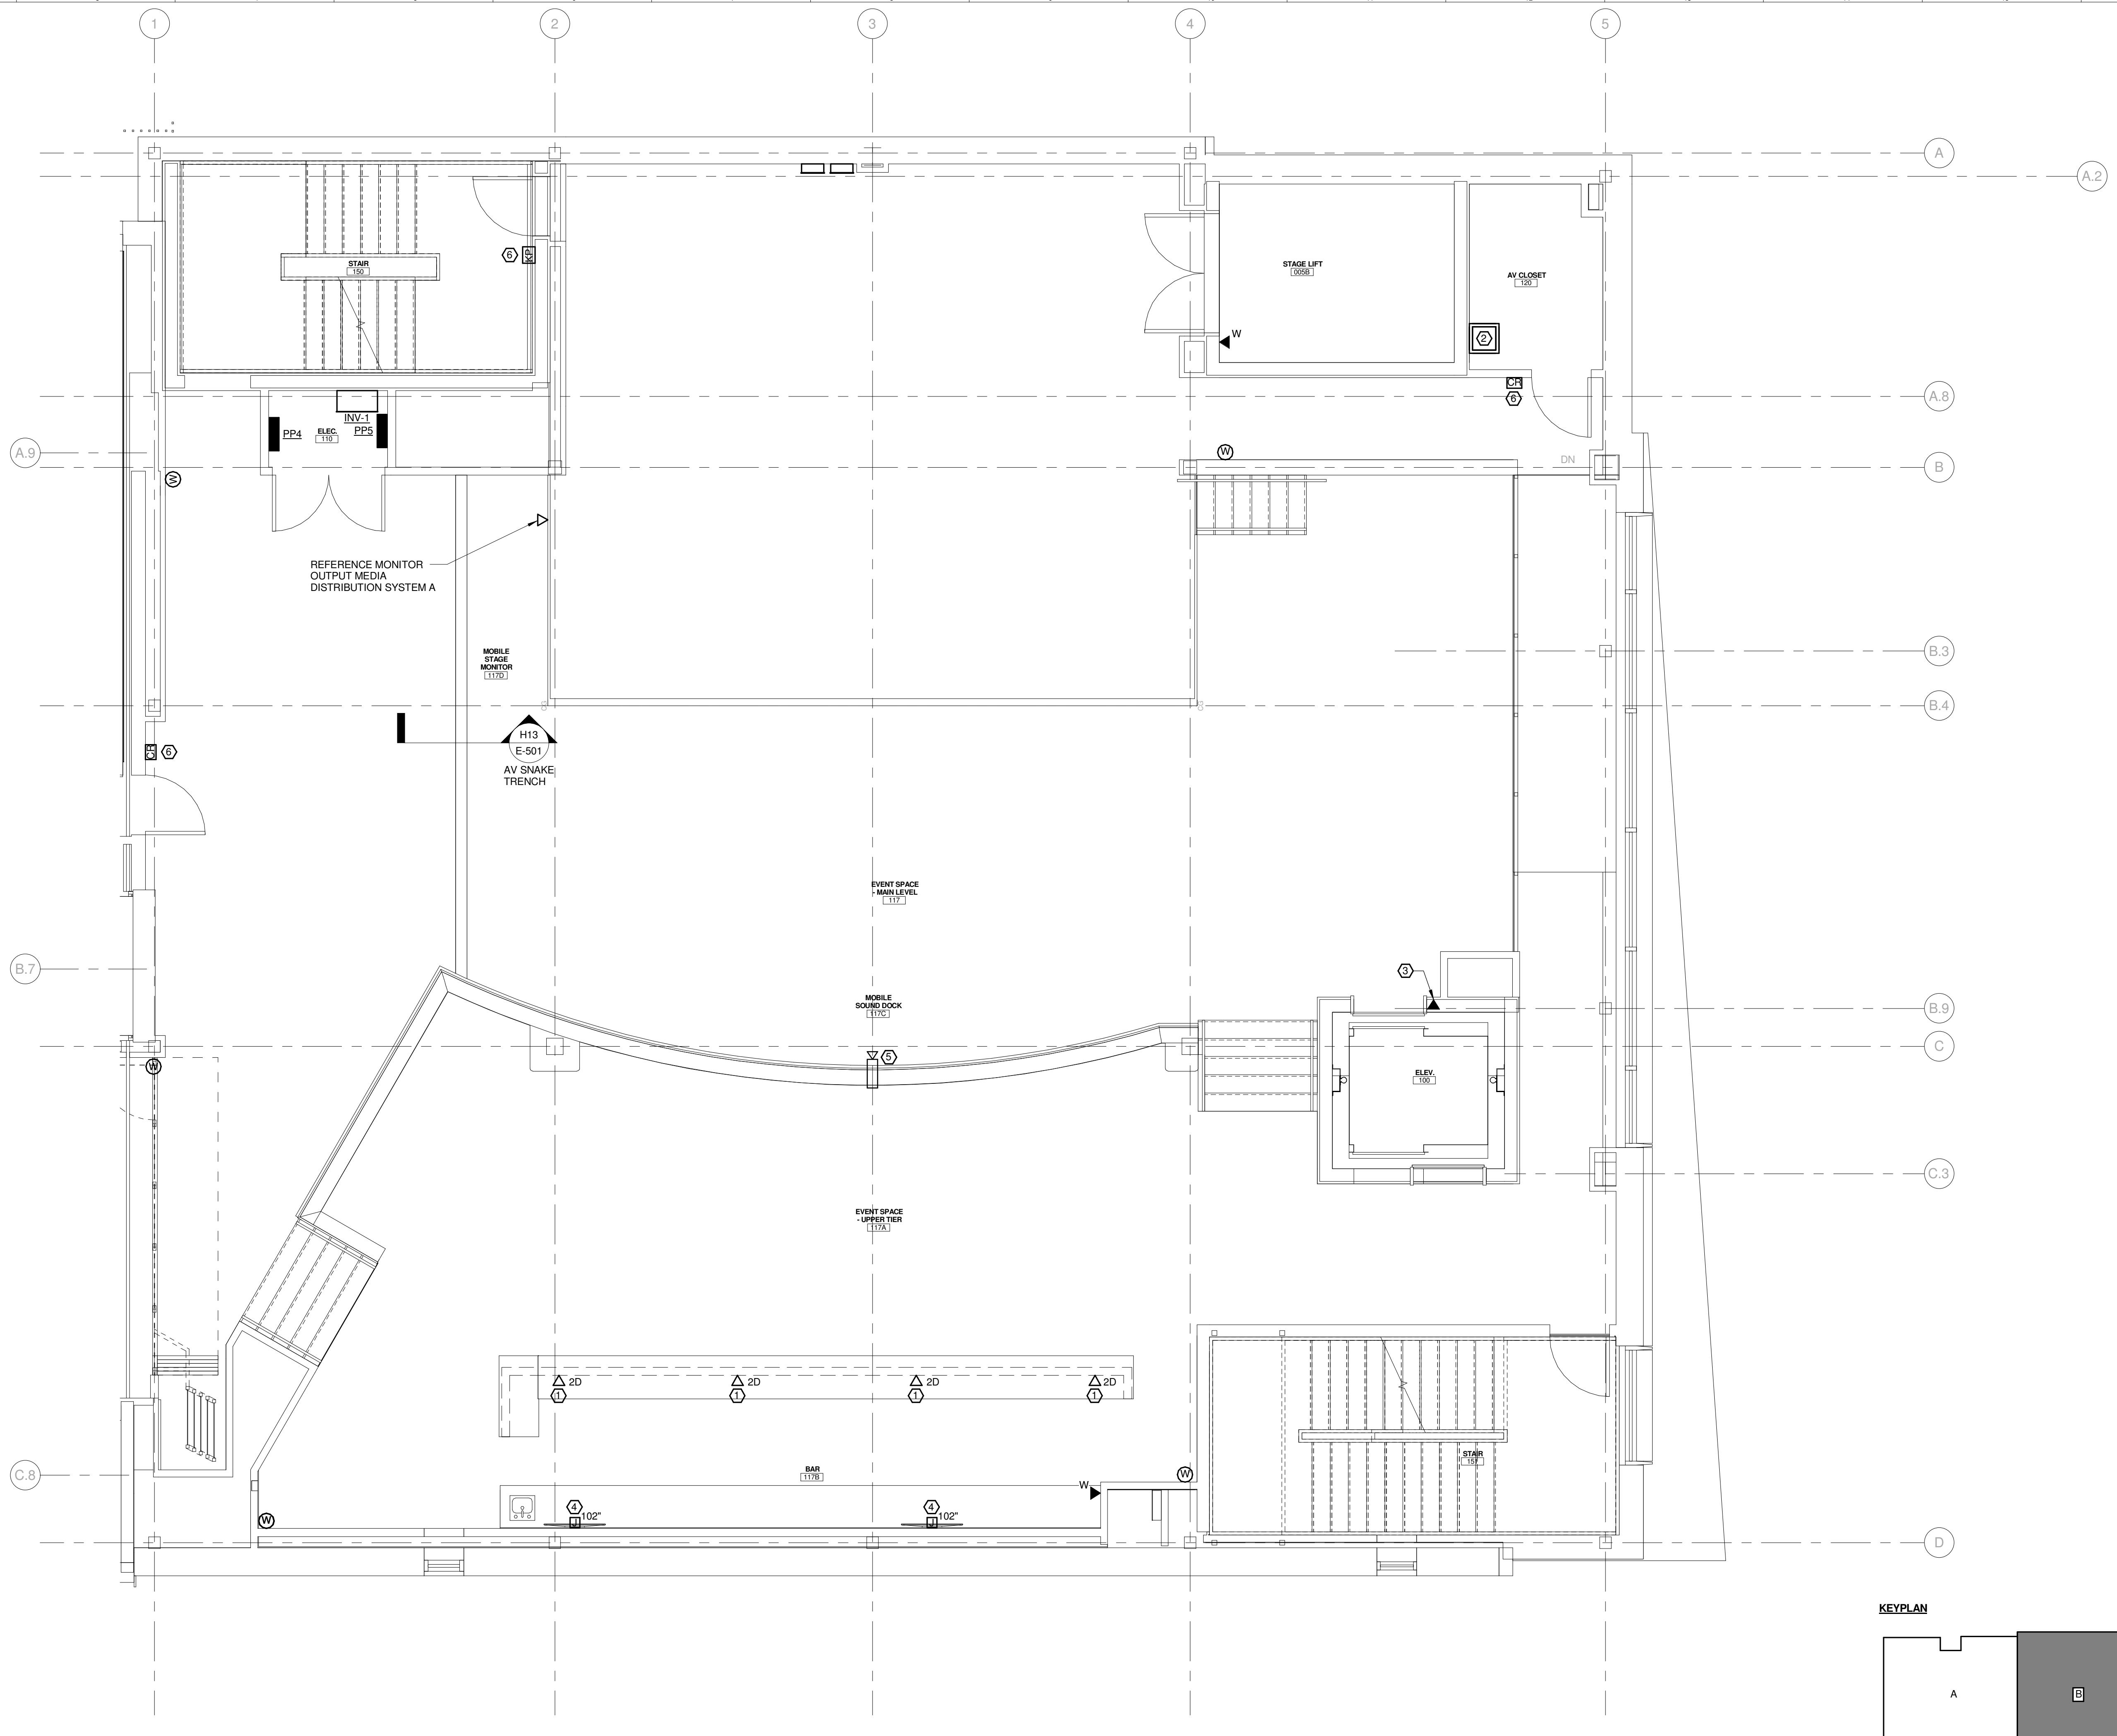 1
2
3
4
5
A
A.2
STAIR
150
6
KP
STAGE LIFT
005B
AV CLOSET
120
2
W
CR
6
A.8
INV-1
PP4
ELEC.
110
PP5
A.9
W
W
DN
B
REFERENCE MONITOR
OUTPUT MEDIA
DISTRIBUTION SYSTEM A
MOBILE
STAGE
MONITOR
117D
B.3
B.4
H13
E-501
AV SNAKE
TRENCH
CR
6
EVENT SPACE
- MAIN LEVEL
117
B.7
3
MOBILE
SOUND DOCK
117C
B.9
5
C
W
ELEV.
100
C.3
EVENT SPACE
- UPPER TIER
117A
2D
2D
2D
2D
1
1
1
1
STAIR
151
BAR
117B
W
W
C.8
4
4
J
102"
J
102"
W
D
KEYPLAN
A
B